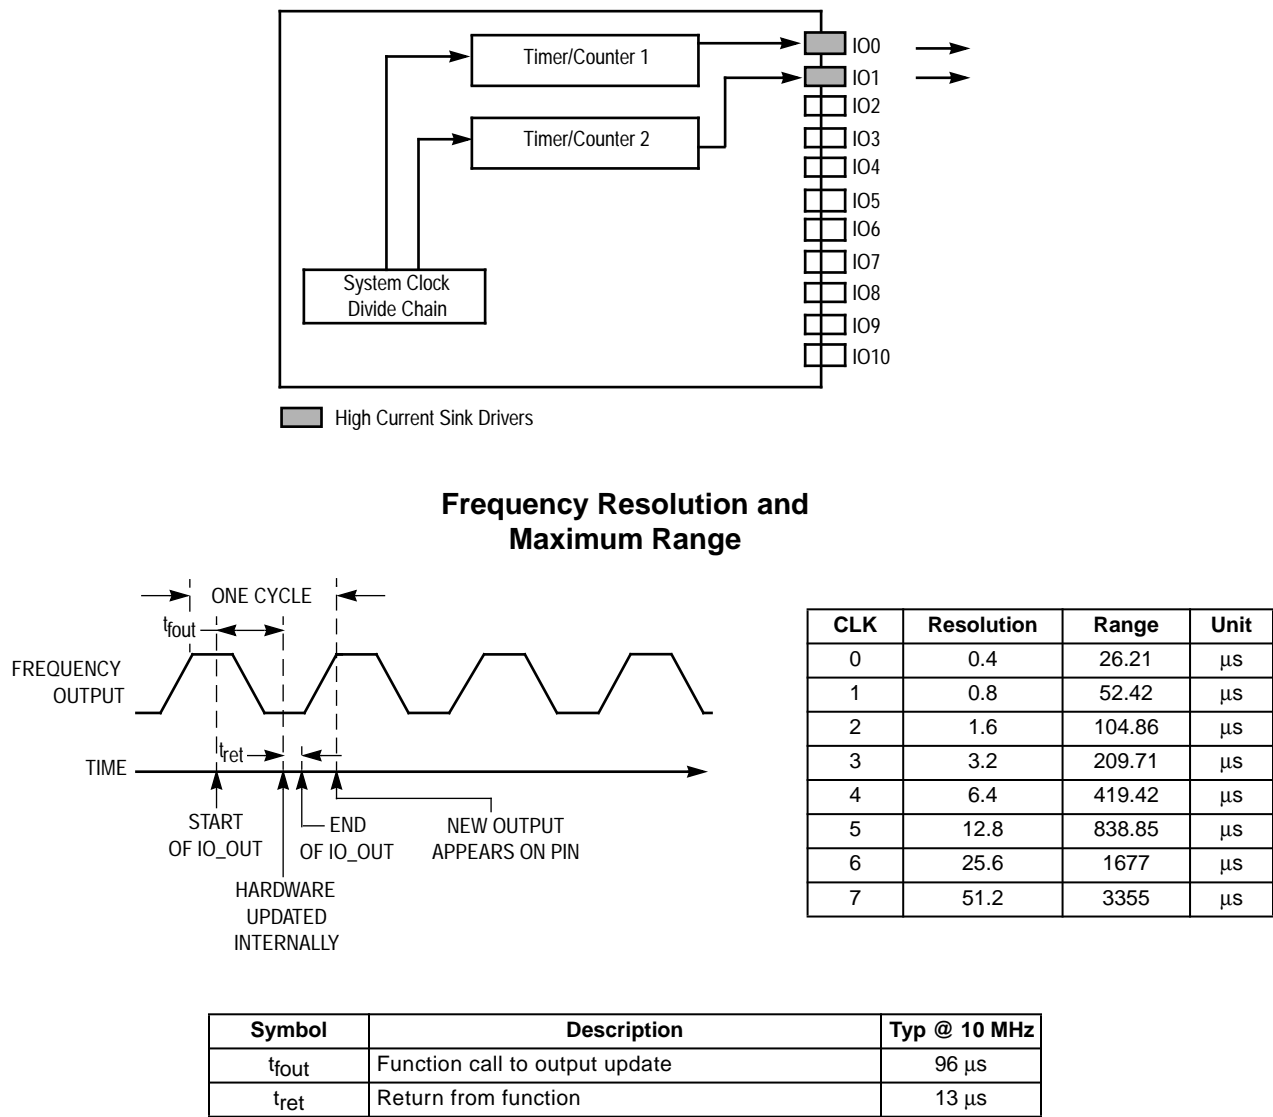 Timer/Counter 1
IO0
IO1
IO2
Timer/Counter 2
IO3
IO4
IO5
IO6
IO7
System Clock
Divide Chain
IO8
IO9
IO10
High Current Sink Drivers
Frequency Resolution and
Maximum Range
ONE CYCLE
tfout
FREQUENCY
OUTPUT
tret
TIME
START
OF IO_OUT
END
OF IO_OUT
NEW OUTPUT
APPEARS ON PIN
HARDWARE
UPDATED
INTERNALLY
CLK Resolution Range Unit
0 0.4 26.21 µs
1 0.8 52.42 µs
2 1.6 104.86 µs
3 3.2 209.71 µs
4 6.4 419.42 µs
5 12.8 838.85 µs
6 25.6 1677 µs
7 51.2 3355 µs
Symbol Description Typ @ 10 MHz
tfout Function call to output update 96 µs
tret Return from function 13 µs